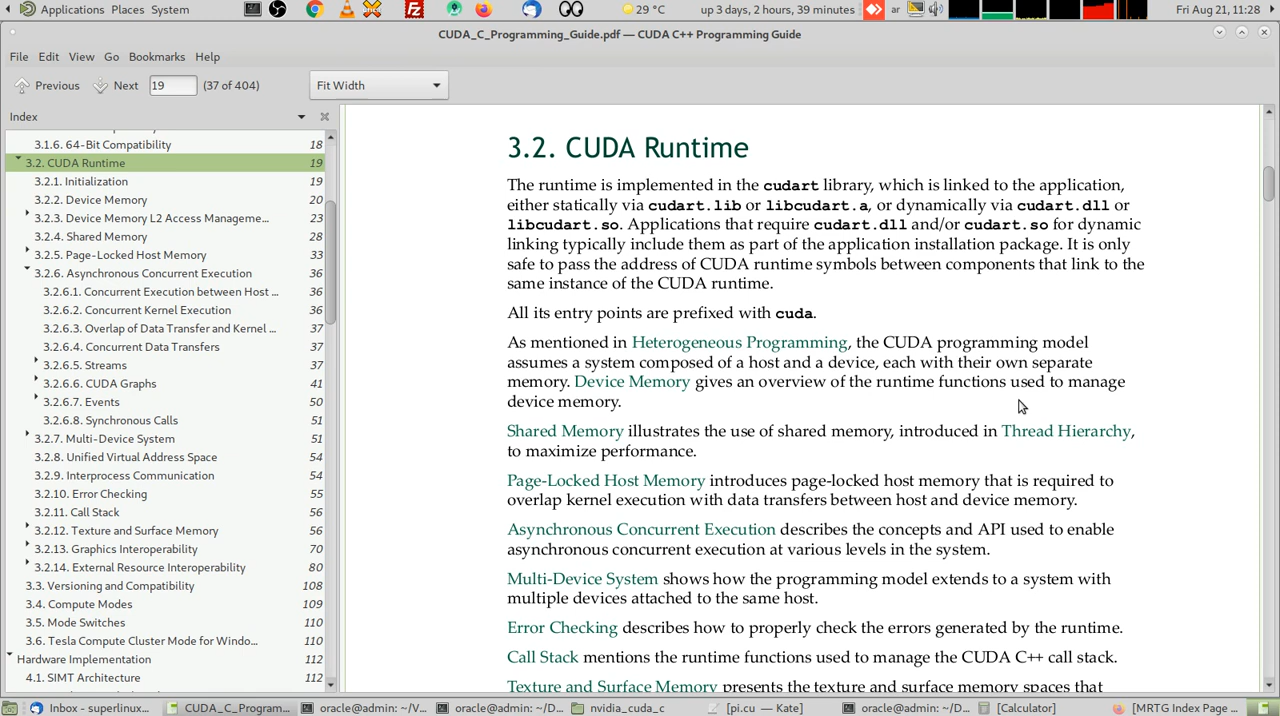 Applications Places System
29 °C
up 3 days, 2 hours, 39 minutes
ar
Fri Aug 21, 11:28
CUDA_C_Programming_Guide.pdf — CUDA C++ Programming Guide
File Edit View Go Bookmarks Help
Previous Next 19 (37 of 404) Fit Width
Index
3.1.6. 64-Bit Compatibility 18
3.2. CUDA Runtime 19
3.2.1. Initialization 19
3.2.2. Device Memory 20
3.2.3. Device Memory L2 Access Manageme... 23
3.2.4. Shared Memory 28
3.2.5. Page-Locked Host Memory 33
3.2.6. Asynchronous Concurrent Execution 36
3.2.6.1. Concurrent Execution between Host ... 36
3.2.6.2. Concurrent Kernel Execution 36
3.2.6.3. Overlap of Data Transfer and Kernel ... 37
3.2.6.4. Concurrent Data Transfers 37
3.2.6.5. Streams 37
3.2.6.6. CUDA Graphs 41
3.2.6.7. Events 50
3.2.6.8. Synchronous Calls 51
3.2.7. Multi-Device System 51
3.2.8. Unified Virtual Address Space 54
3.2.9. Interprocess Communication 54
3.2.10. Error Checking 55
3.2.11. Call Stack 56
3.2.12. Texture and Surface Memory 56
3.2.13. Graphics Interoperability 70
3.2.14. External Resource Interoperability 80
3.3. Versioning and Compatibility 108
3.4. Compute Modes 109
3.5. Mode Switches 110
3.6. Tesla Compute Cluster Mode for Windo... 110
Hardware Implementation 112
4.1. SIMT Architecture 112
3.2. CUDA Runtime
The runtime is implemented in the cudart library, which is linked to the application,
either statically via cudart.lib or libcudart.a, or dynamically via cudart.dll or
libcudart.so. Applications that require cudart.dll and/or cudart.so for dynamic
linking typically include them as part of the application installation package. It is only
safe to pass the address of CUDA runtime symbols between components that link to the
same instance of the CUDA runtime.
All its entry points are prefixed with cuda.
As mentioned in Heterogeneous Programming, the CUDA programming model
assumes a system composed of a host and a device, each with their own separate
memory. Device Memory gives an overview of the runtime functions used to manage
device memory.
Shared Memory illustrates the use of shared memory, introduced in Thread Hierarchy,
to maximize performance.
Page-Locked Host Memory introduces page-locked host memory that is required to
overlap kernel execution with data transfers between host and device memory.
Asynchronous Concurrent Execution describes the concepts and API used to enable
asynchronous concurrent execution at various levels in the system.
Multi-Device System shows how the programming model extends to a system with
multiple devices attached to the same host.
Error Checking describes how to properly check the errors generated by the runtime.
Call Stack mentions the runtime functions used to manage the CUDA C++ call stack.
Texture and Surface Memory presents the texture and surface memory spaces that
Inbox - superlinux... CUDA_C_Program... oracle@admin: ~/V... oracle@admin: ~/D... nvidia_cuda_c [pi.cu — Kate] oracle@admin: ~/D... [Calculator] [MRTG Index Page ...